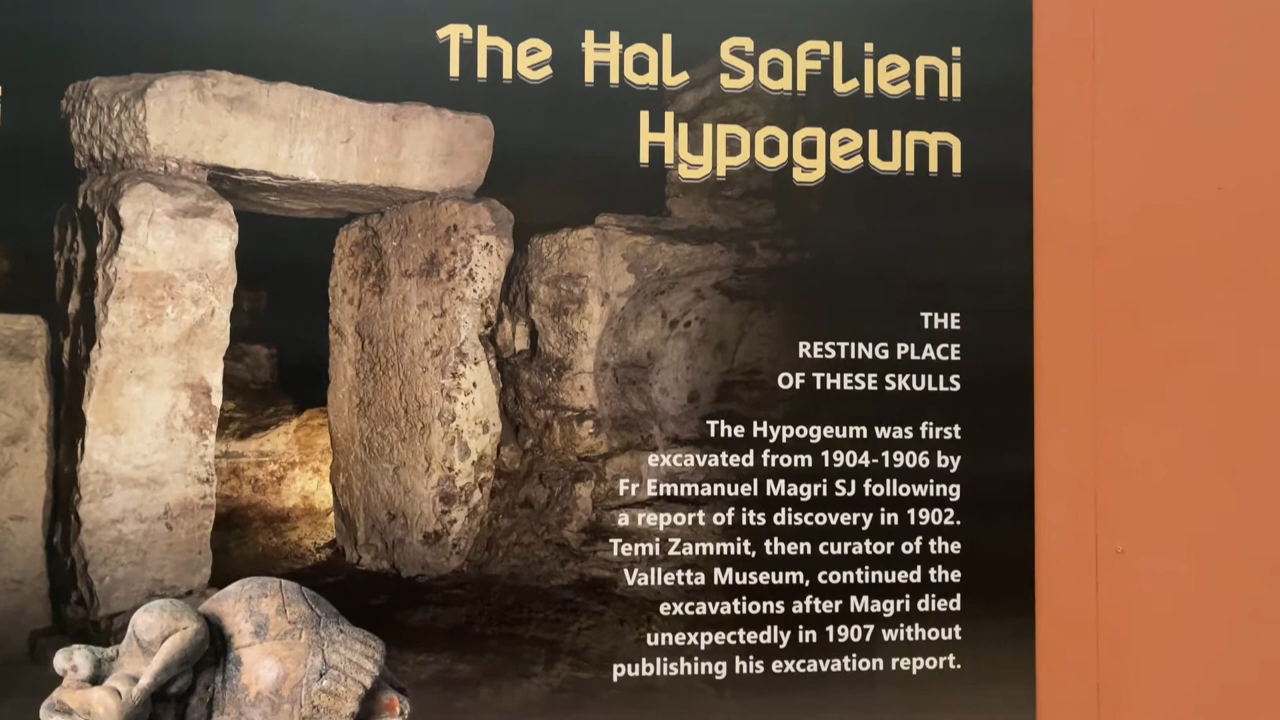 The Ħal Saflieni
Hypogeum
THE
RESTING PLACE
OF THESE SKULLS
The Hypogeum was first
excavated from 1904-1906 by
Fr Emmanuel Magri SJ following
a report of its discovery in 1902.
Temi Zammit, then curator of the
Valletta Museum, continued the
excavations after Magri died
unexpectedly in 1907 without
publishing his excavation report.